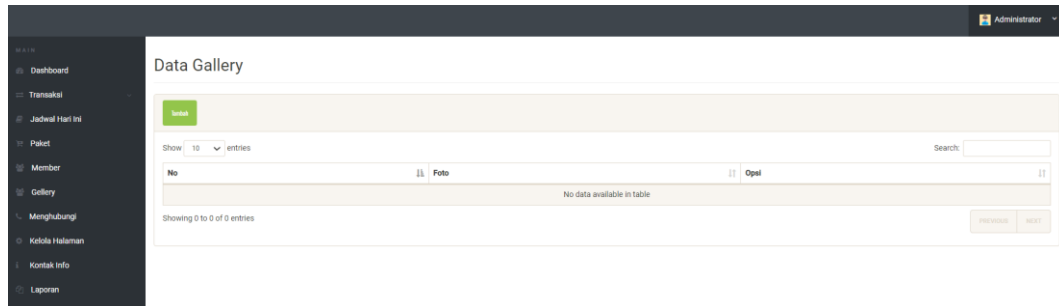 Administrator
MAIN
Dashboard
Transaksi
Jadwal Hari Ini
Paket
Member
Gellery
Menghubungi
Kelola Halaman
Kontak Info
Laporan
Data Gallery
Tambah
Show 10 entries
Search:
No Foto Opsi
No data available in table
Showing 0 to 0 of 0 entries
PREVIOUS NEXT